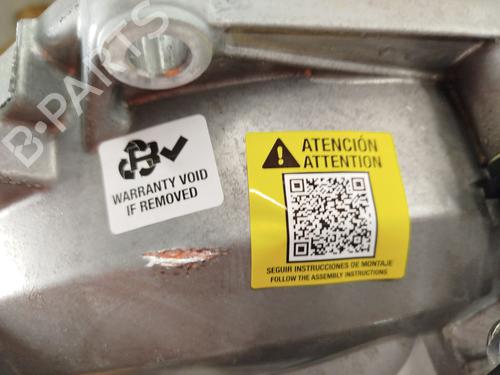 B-PARTS
WARRANTY VOID
IF REMOVED
ATENCIÓN
ATTENTION
SEGUIR INSTRUCCIONES DE MONTAJE
FOLLOW THE ASSEMBLY INSTRUCTIONS